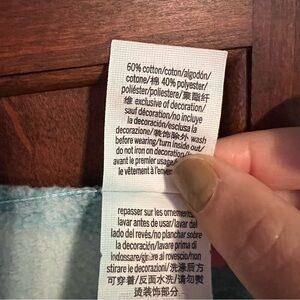 60% cotton/coton/algodón/
cotone/棉 40% polyester/
poliéster/poliestere/聚酯纤
维 exclusive of decoration/
sauf décoration/no incluye
la decoración/esclusa la
decorazione/装饰除外 wash
before wearing/turn inside out/
do not iron on decoration/
avant le premier usage/
le vêtement à l'envers
repasser sur les ornements/
lavar antes de usar/lavar del
lado del revés/no planchar sobre
la decoración/lavare prima di
indossare/girare al rovescio/non
stirare le decorazioni/洗涤后方
可穿着/反面水洗/请勿
烫装饰部分